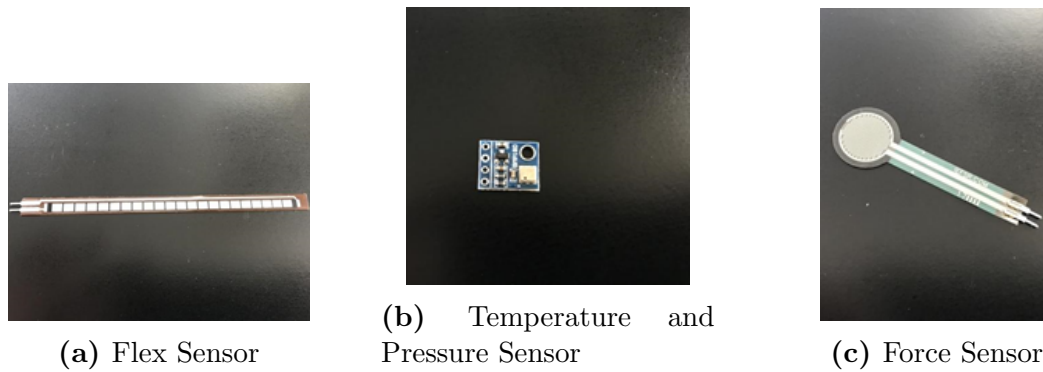 (a) Flex Sensor
(b) Temperature and
Pressure Sensor
(c) Force Sensor